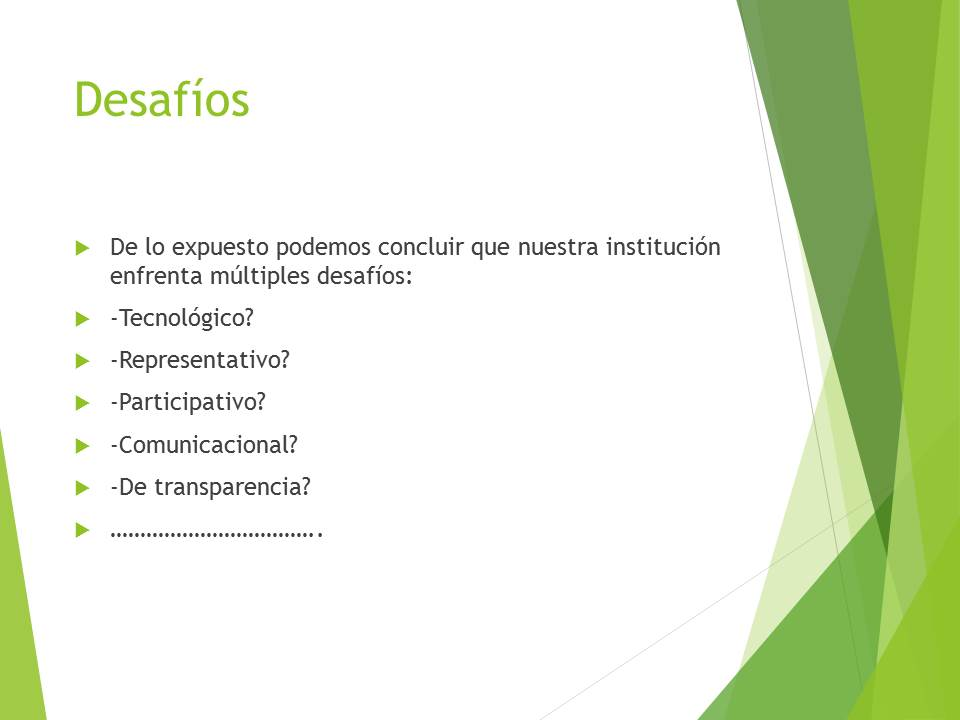 Desafíos
De lo expuesto podemos concluir que nuestra institución
enfrenta múltiples desafíos:
-Tecnológico?
-Representativo?
-Participativo?
-Comunicacional?
-De transparencia?
…………………………….